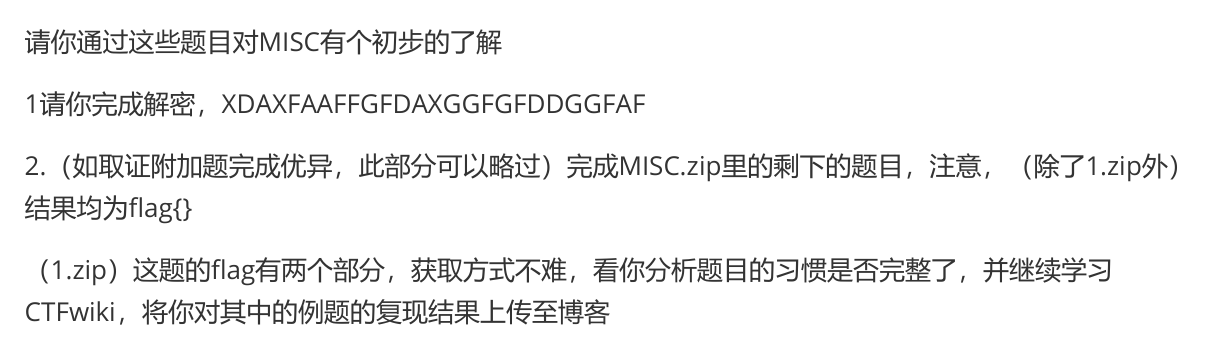 请你通过这些题目对MISC有个初步的了解
1请你完成解密，XDAXFAAFFGFDAXGGFGFDDGGFAF
2.（如取证附加题完成优异，此部分可以略过）完成MISC.zip里的剩下的题目，注意，（除了1.zip外）
结果均为flag{}
（1.zip）这题的flag有两个部分，获取方式不难，看你分析题目的习惯是否完整了，并继续学习
CTFwiki，将你对其中的例题的复现结果上传至博客